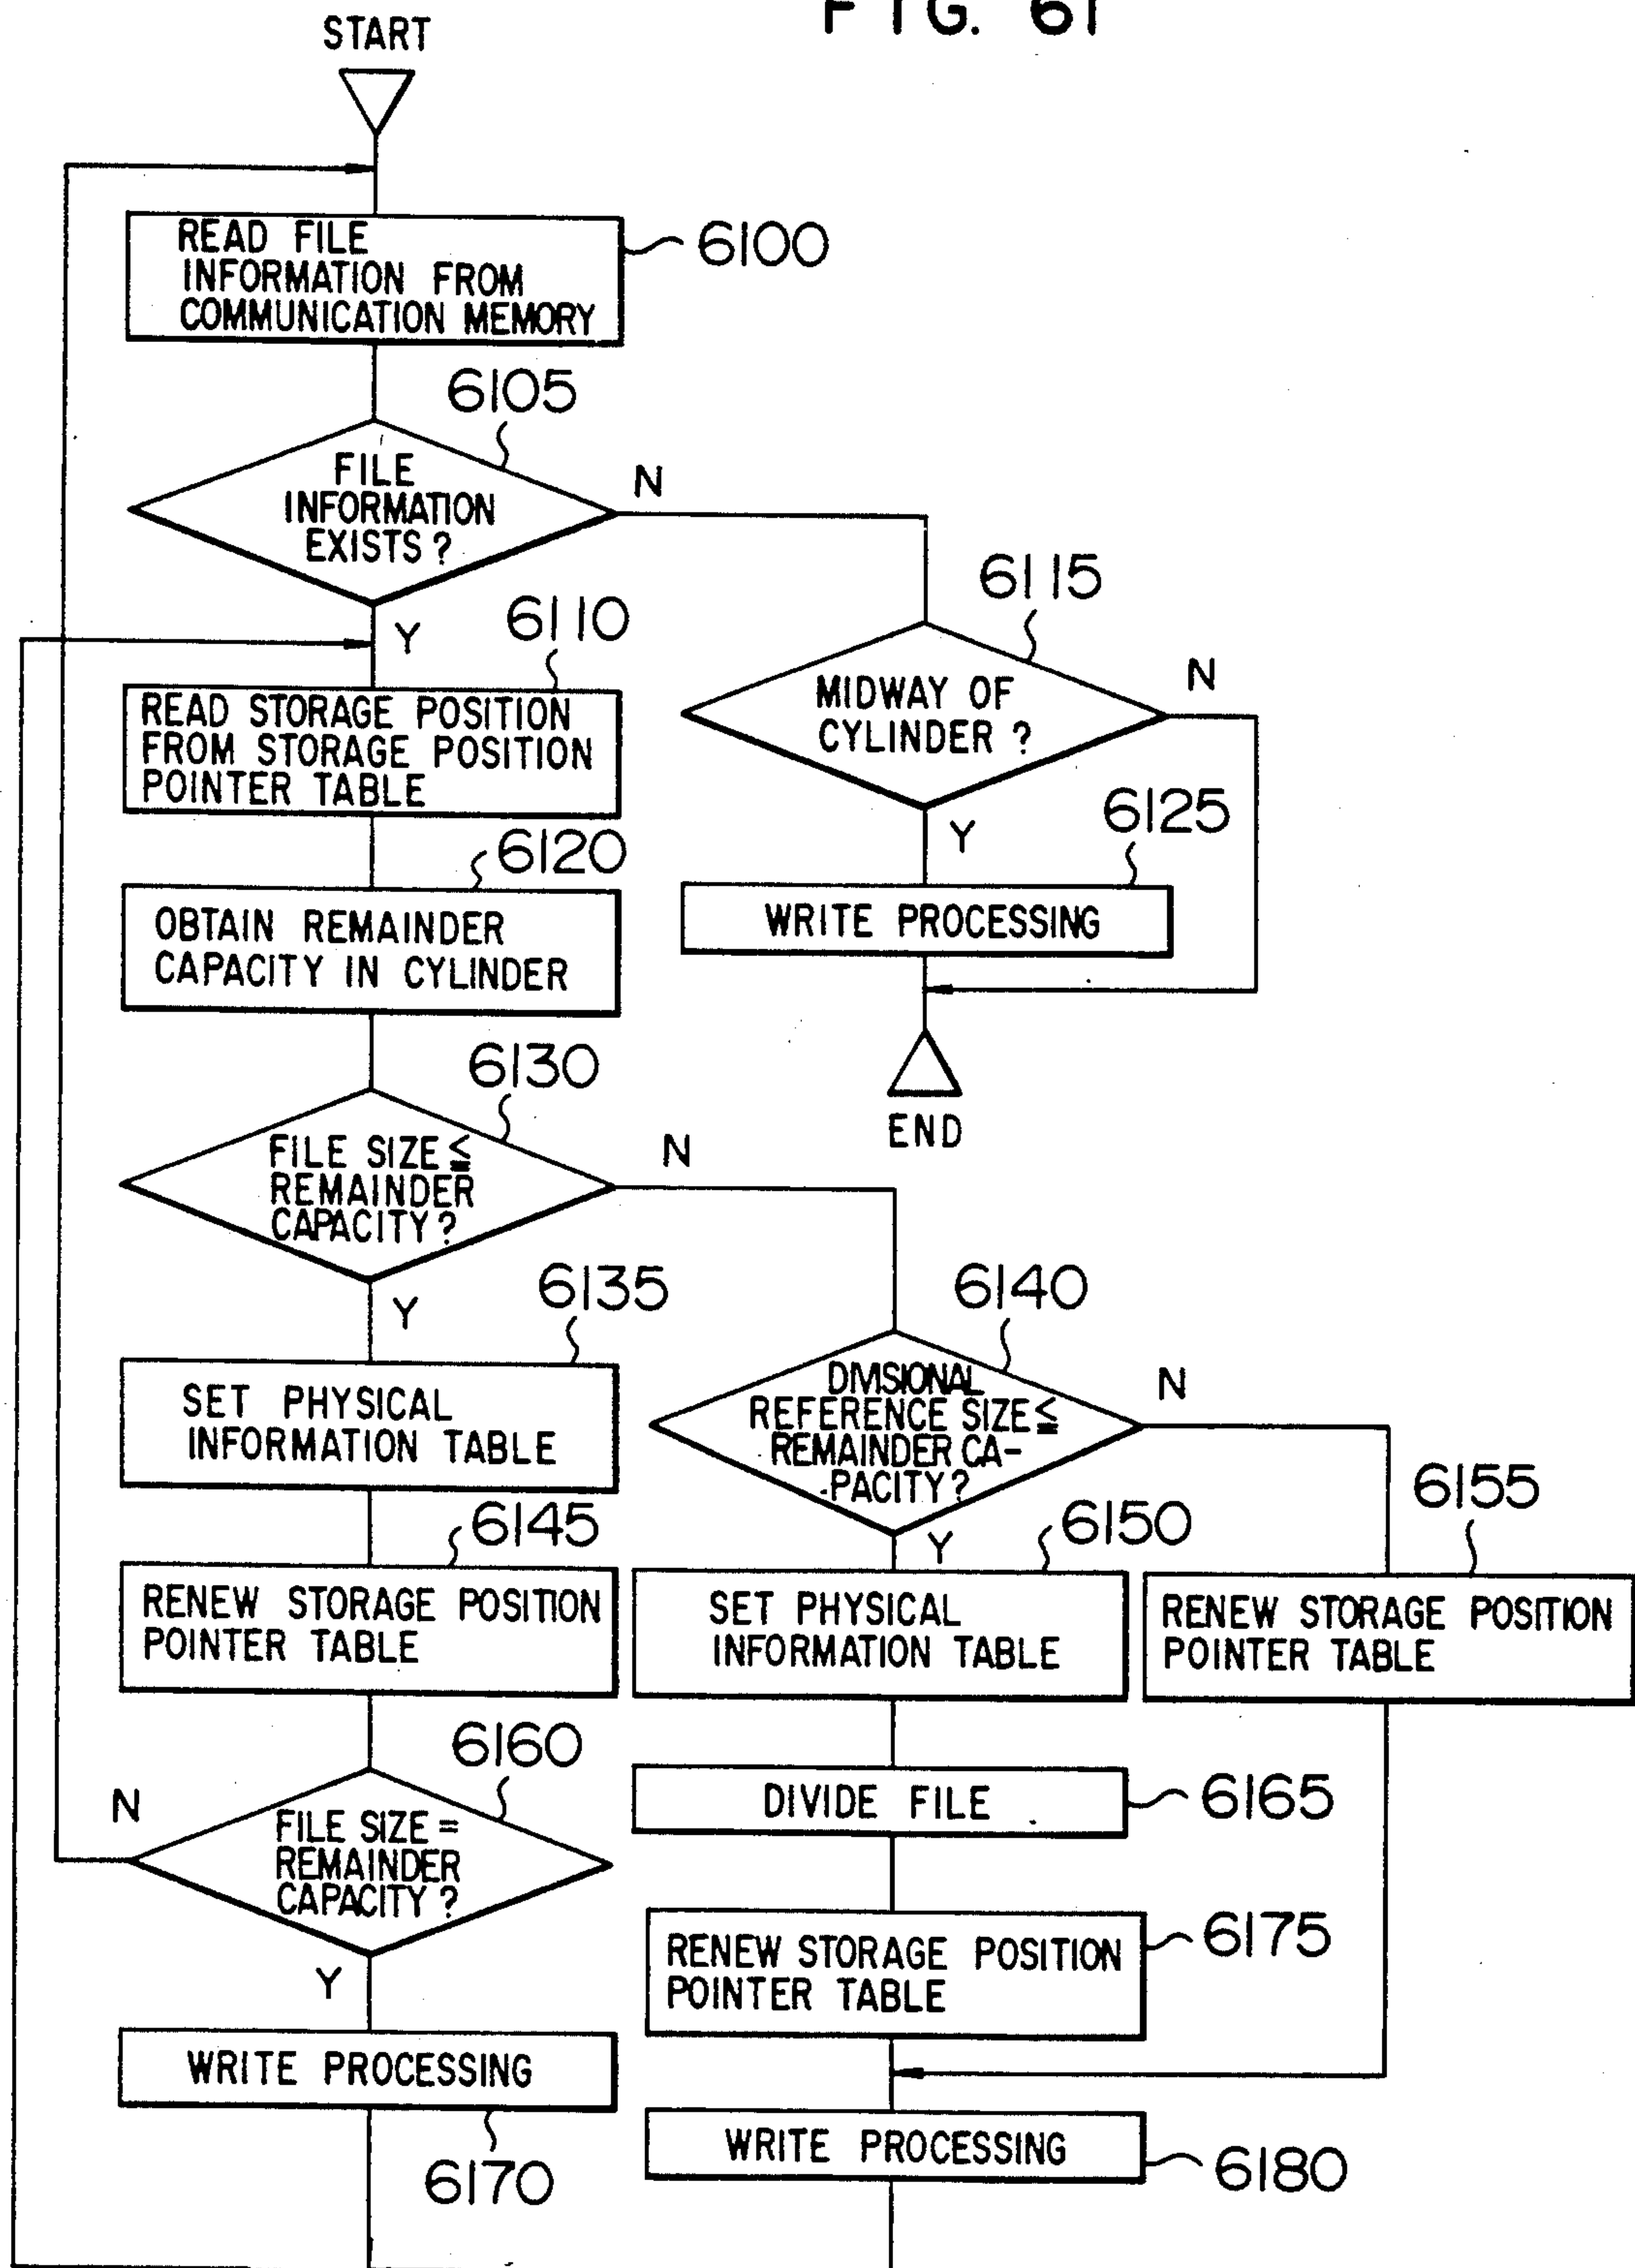 FIG. 61
START
READ FILE
INFORMATION FROM
COMMUNICATION MEMORY
6100
6105
FILE
INFORMATION
EXISTS?
N
Y
6110
6115
READ STORAGE POSITION
FROM STORAGE POSITION
POINTER TABLE
MIDWAY OF
CYLINDER ?
N
Y
6120
6125
OBTAIN REMAINDER
CAPACITY IN CYLINDER
WRITE PROCESSING
END
6130
FILE SIZE ≦
REMAINDER
CAPACITY?
N
Y
6135
6140
SET PHYSICAL
INFORMATION TABLE
DIVISIONAL
REFERENCE SIZE ≦
REMAINDER CA-
PACITY?
N
Y
6145
6150
6155
RENEW STORAGE POSITION
POINTER TABLE
SET PHYSICAL
INFORMATION TABLE
RENEW STORAGE POSITION
POINTER TABLE
6160
FILE SIZE =
REMAINDER
CAPACITY ?
N
Y
DIVIDE FILE
6165
RENEW STORAGE POSITION
POINTER TABLE
6175
WRITE PROCESSING
6170
WRITE PROCESSING
6180